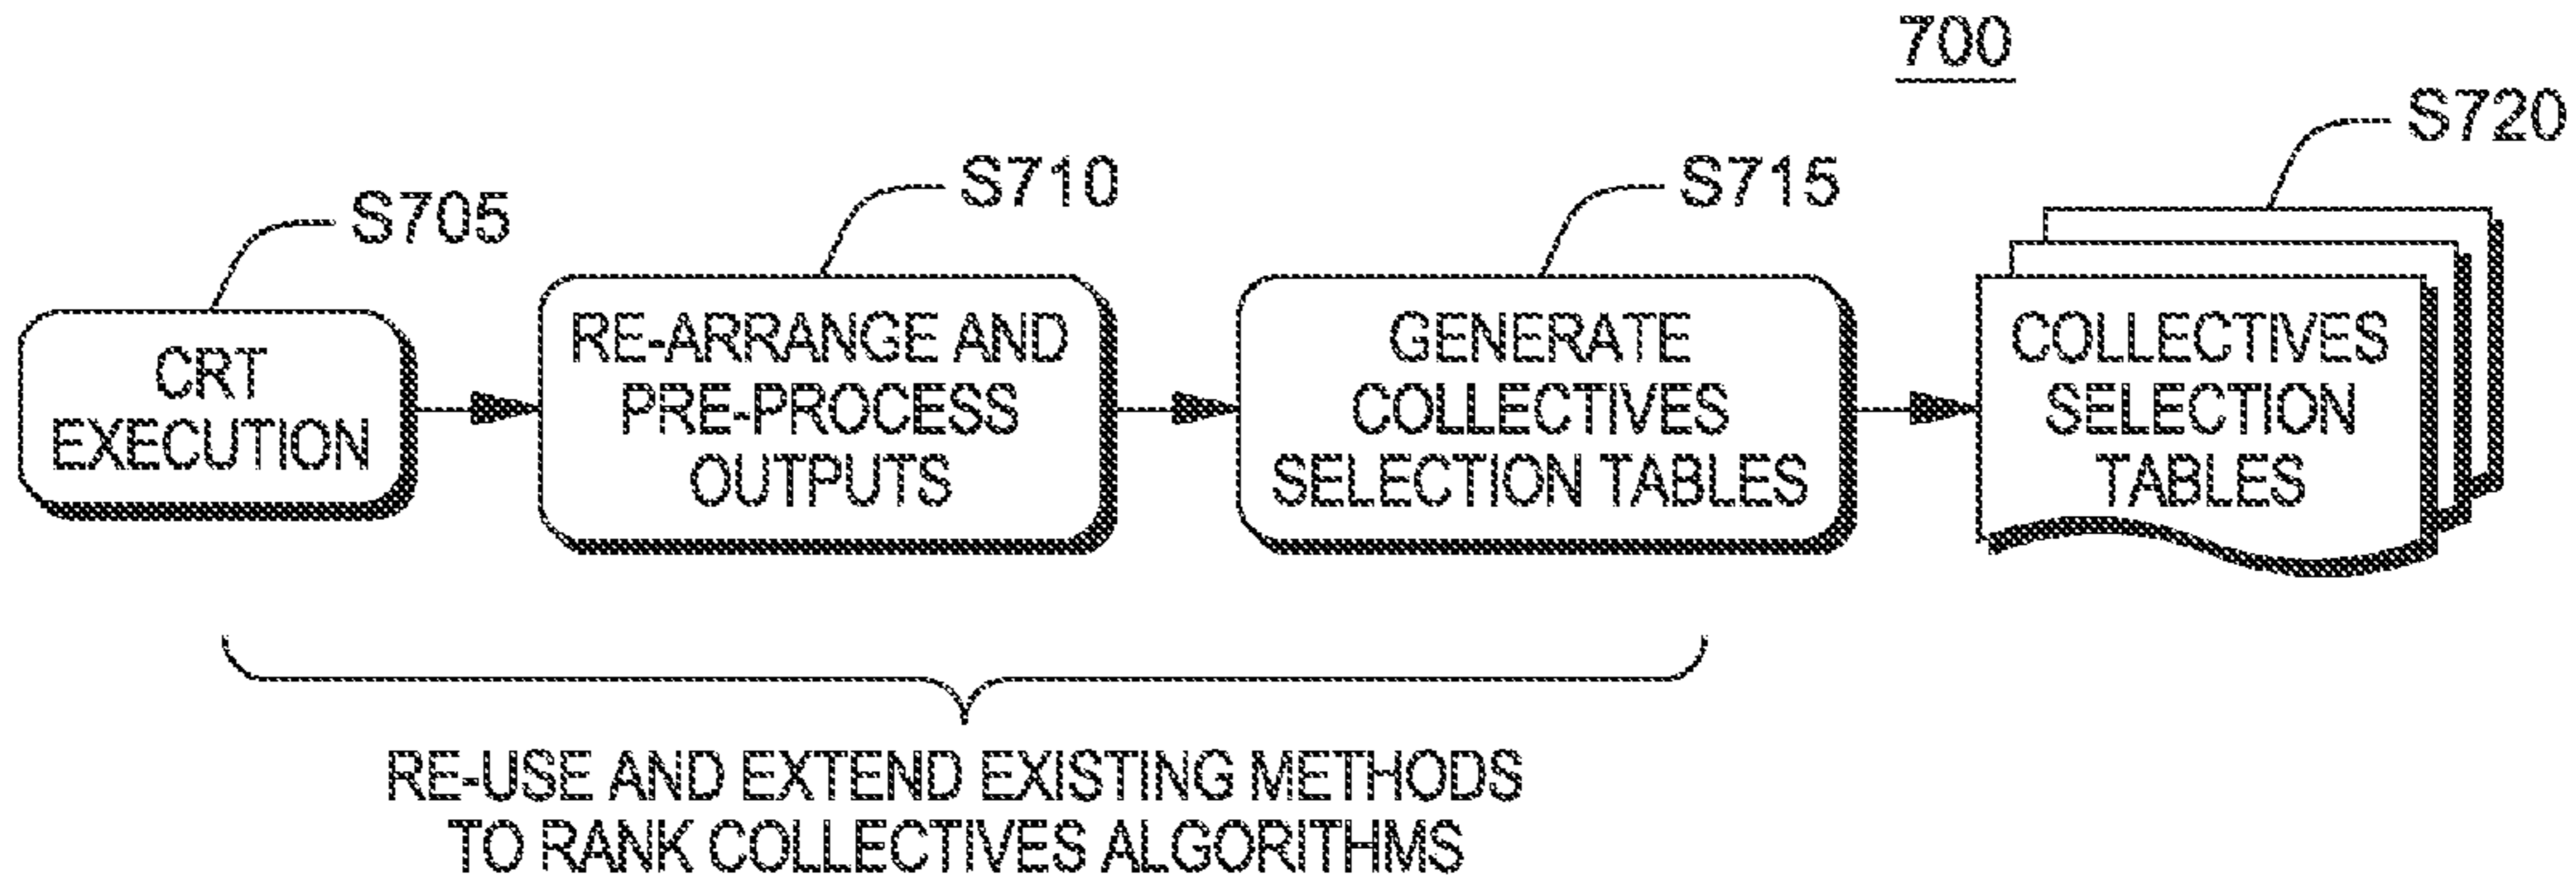 700
S705
S710
S715
S720
CRT
EXECUTION
RE-ARRANGE AND
PRE-PROCESS
OUTPUTS
GENERATE
COLLECTIVES
SELECTION TABLES
COLLECTIVES
SELECTION
TABLES
RE-USE AND EXTEND EXISTING METHODS
TO RANK COLLECTIVES ALGORITHMS